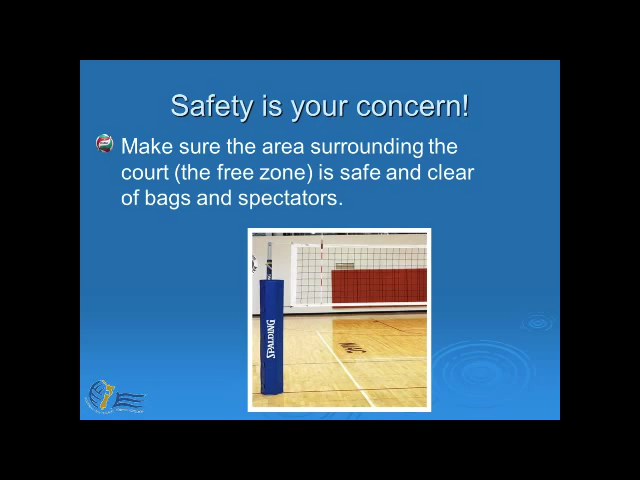 Safety is your concern!
Make sure the area surrounding the
court (the free zone) is safe and clear
of bags and spectators.
SPALDING